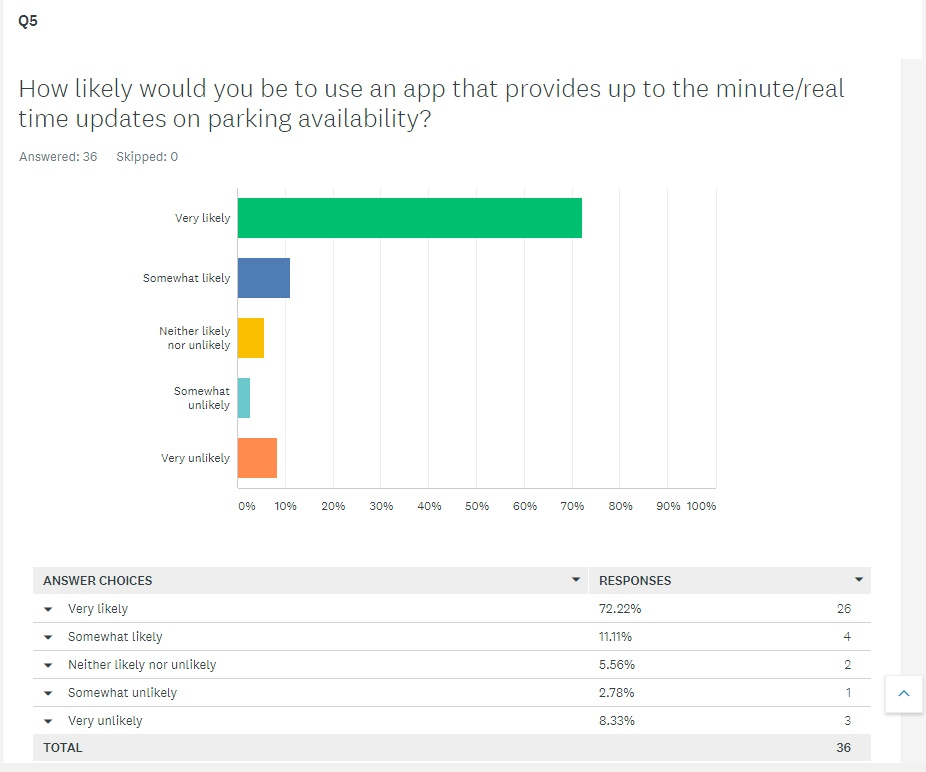 Q5
How likely would you be to use an app that provides up to the minute/real
time updates on parking availability?
Answered: 36 Skipped: 0
Very likely
Somewhat likely
Neither likely
nor unlikely
Somewhat
unlikely
Very unlikely
0% 10% 20% 30% 40% 50% 60% 70% 80% 90% 100%
ANSWER CHOICES RESPONSES
Very likely 72.22% 26
Somewhat likely 11.11% 4
Neither likely nor unlikely 5.56% 2
Somewhat unlikely 2.78% 1
Very unlikely 8.33% 3
TOTAL 36